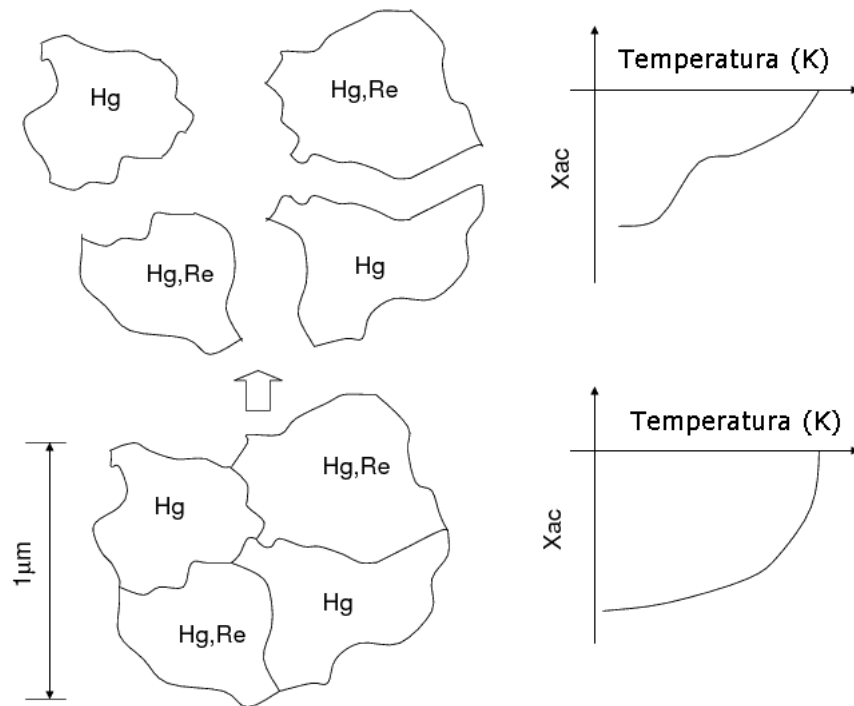 Hg
Hg,Re
Hg,Re
Hg
Temperatura (K)
Xac
Hg
Hg,Re
Hg,Re
Hg
1µm
Temperatura (K)
Xac